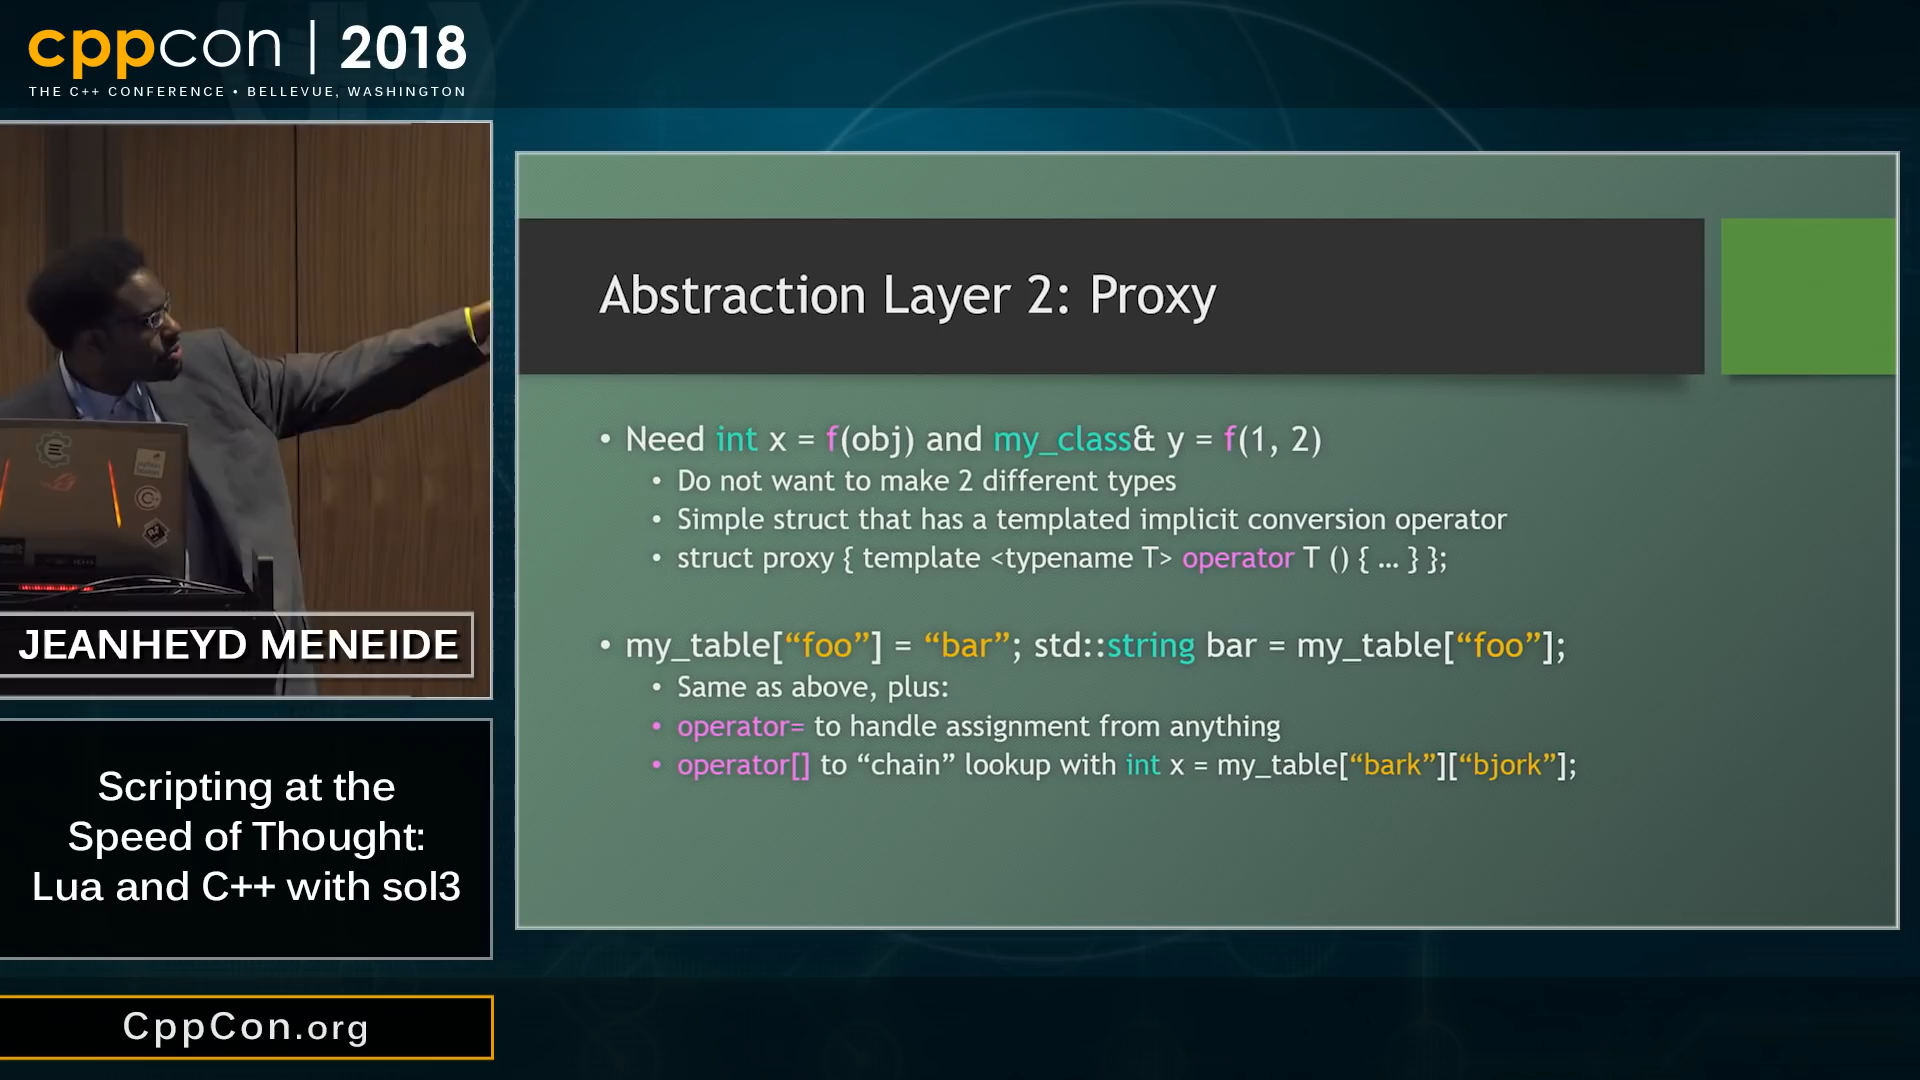 cppcon | 2018
THE C++ CONFERENCE • BELLEVUE, WASHINGTON
JEANHEYD MENEIDE
Scripting at the
Speed of Thought:
Lua and C++ with sol3
CppCon.org
Abstraction Layer 2: Proxy
• Need int x = f(obj) and my_class& y = f(1, 2)
• Do not want to make 2 different types
• Simple struct that has a templated implicit conversion operator
• struct proxy { template <typename T> operator T () { … } };
• my_table[“foo”] = “bar”; std::string bar = my_table[“foo”];
• Same as above, plus:
• operator= to handle assignment from anything
• operator[] to “chain” lookup with int x = my_table[“bark”][“bjork”];